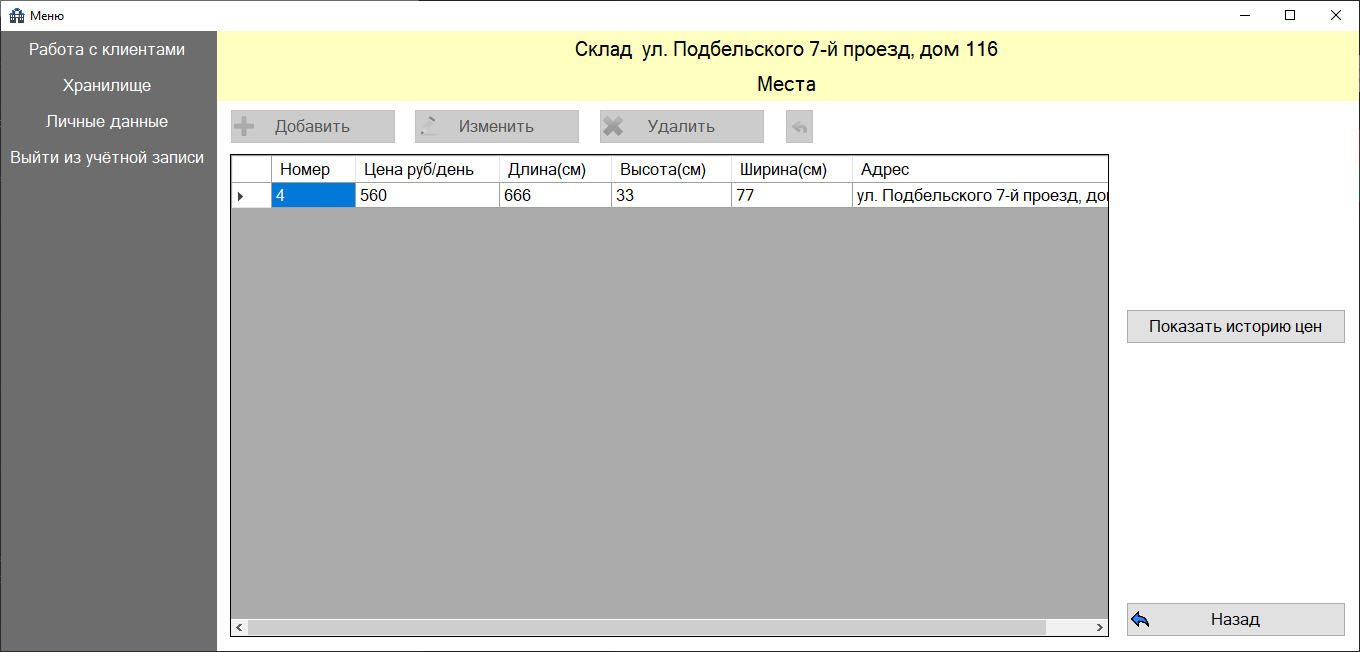 Меню
Работа с клиентами
Хранилище
Личные данные
Выйти из учётной записи
Склад ул. Подбельского 7-й проезд, дом 116
Места
Добавить Изменить Удалить
Номер Цена руб/день Длина(см) Высота(см) Ширина(см) Адрес
4 560 666 33 77 ул. Подбельского 7-й проезд,
Показать историю цен
Назад